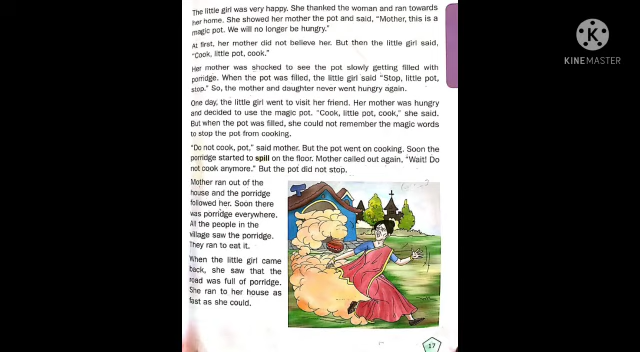 The little girl was very happy. She thanked the woman and ran towards
her home. She showed her mother the pot and said, “Mother, this is a
magic pot. We will no longer be hungry.”
At first, her mother did not believe her. But then the little girl said,
“Cook, little pot, cook.”
Her mother was shocked to see the pot slowly getting filled with
porridge. When the pot was filled, the little girl said “Stop, little pot,
stop.” So, the mother and daughter never went hungry again.
One day, the little girl went to visit her friend. Her mother was hungry
and decided to use the magic pot. “Cook, little pot, cook,” she said.
But when the pot was filled, she could not remember the magic words
to stop the pot from cooking.
“Do not cook, pot,” said mother. But the pot went on cooking. Soon the
porridge started to spill on the floor. Mother called out again, “Wait! Do
not cook anymore.” But the pot did not stop.
Mother ran out of the
house and the porridge
followed her. Soon there
was porridge everywhere.
All the people in the
village saw the porridge.
They ran to eat it.
When the little girl came
back, she saw that the
road was full of porridge.
She ran to her house as
fast as she could.
17
K
KINEMASTER